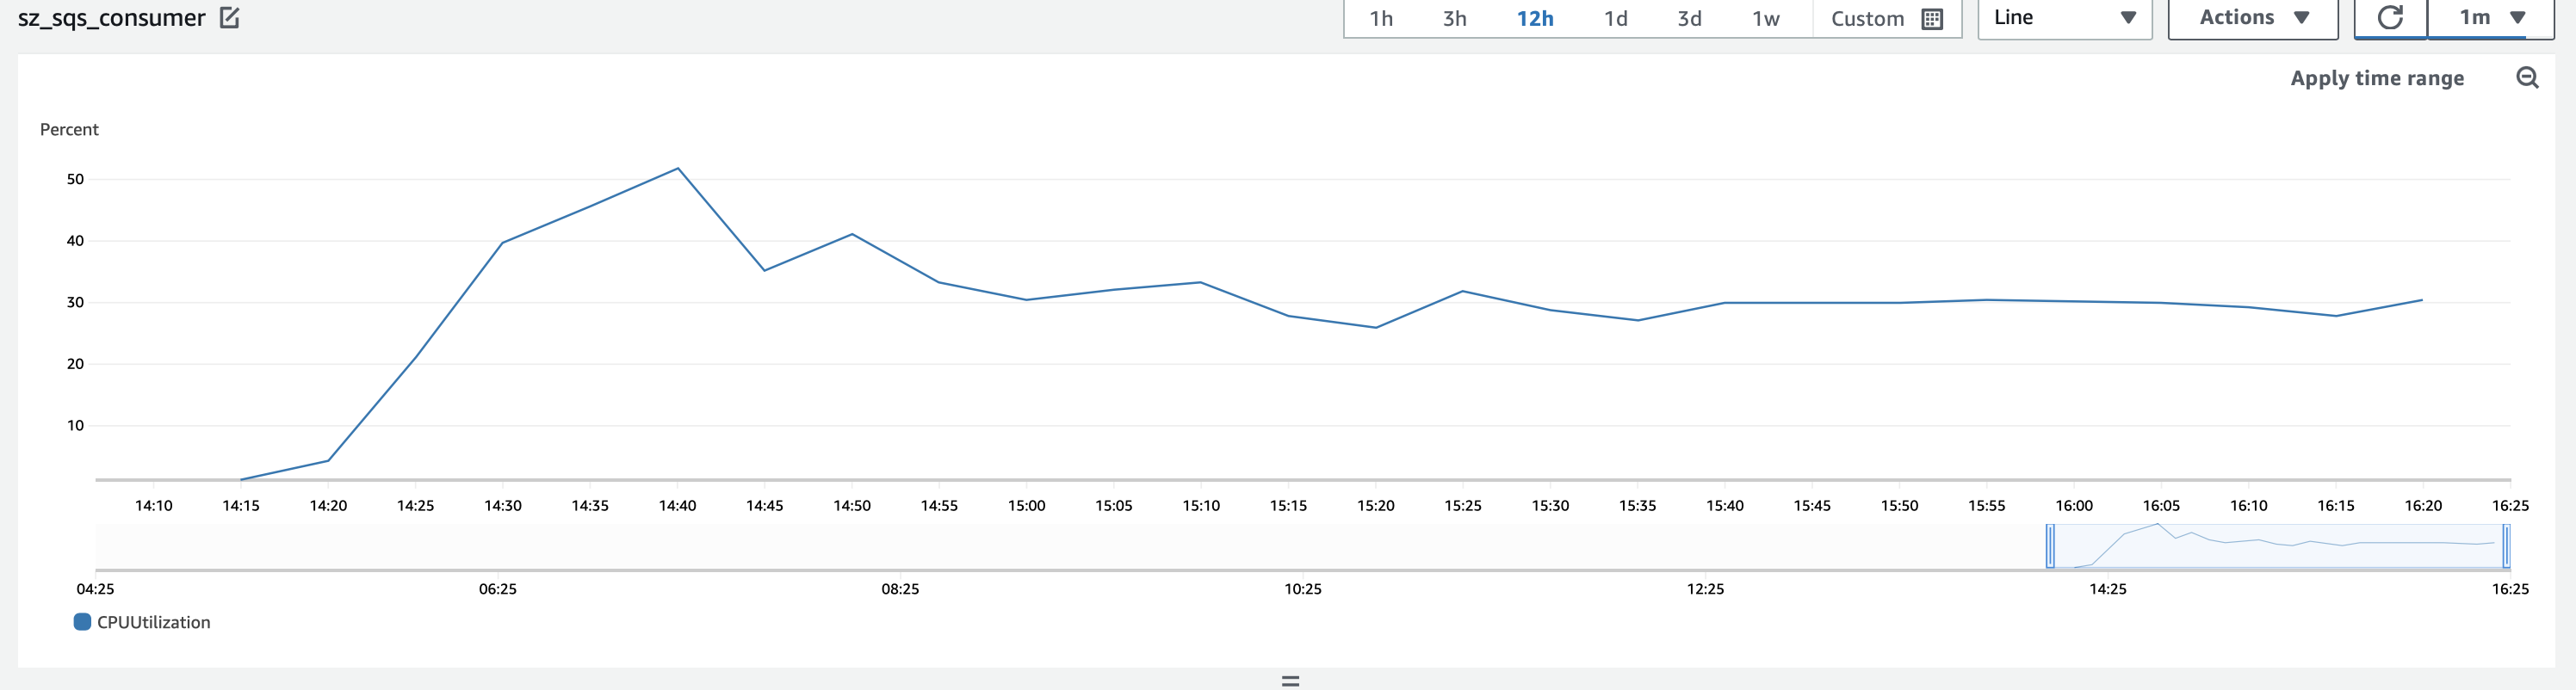 sz_sqs_consumer 1h 3h 12h 1d 3d 1w Custom Line Actions 1m
Apply time range
Percent
50
40
30
20
10
14:10 14:15 14:20 14:25 14:30 14:35 14:40 14:45 14:50 14:55 15:00 15:05 15:10 15:15 15:20 15:25 15:30 15:35 15:40 15:45 15:50 15:55 16:00 16:05 16:10 16:15 16:20 16:25
04:25 06:25 08:25 10:25 12:25 14:25 16:25
CPUUtilization